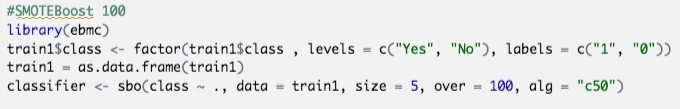 #SMOTEBoost 100
library(ebmc)
train1$class <- factor(train1$class , levels = c("Yes", "No"), labels = c("1", "0"))
train1 = as.data.frame(train1)
classifier <- sbo(class ~ ., data = train1, size = 5, over = 100, alg = "c50")